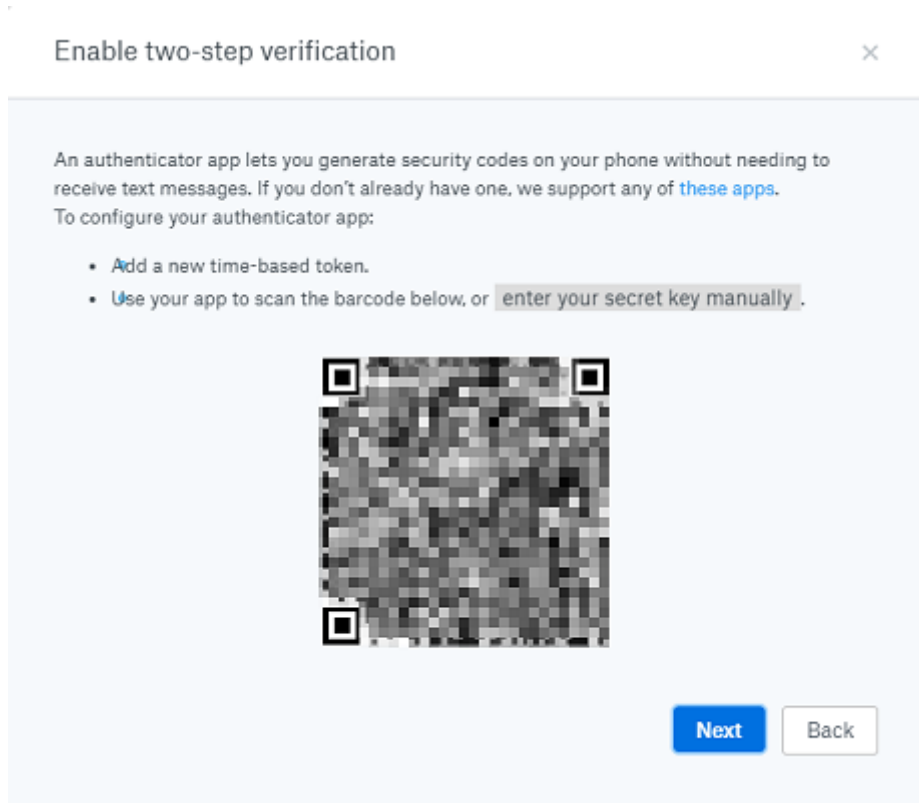 Enable two-step verification
An authenticator app lets you generate security codes on your phone without needing to
receive text messages. If you don't already have one, we support any of these apps.
To configure your authenticator app:
• Add a new time-based token.
• Use your app to scan the barcode below, or enter your secret key manually .
Next Back